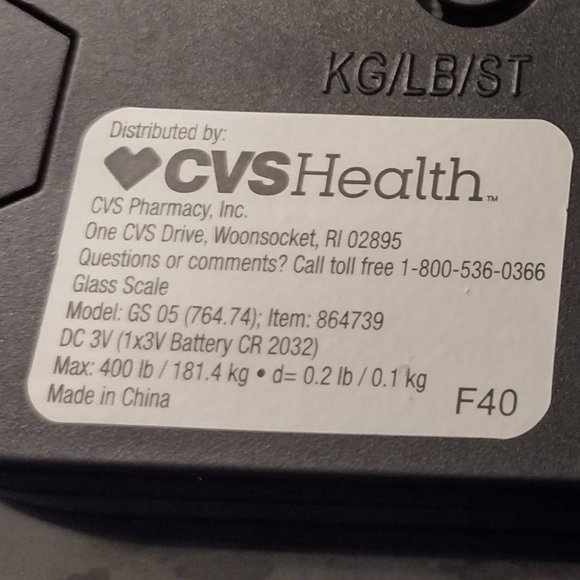 KG/LB/ST
Distributed by:
CVSHealth™
CVS Pharmacy, Inc.
One CVS Drive, Woonsocket, RI 02895
Questions or comments? Call toll free 1-800-536-0366
Glass Scale
Model: GS 05 (764.74); Item: 864739
DC 3V (1x3V Battery CR 2032)
Max: 400 lb / 181.4 kg • d= 0.2 lb / 0.1 kg
Made in China
F40